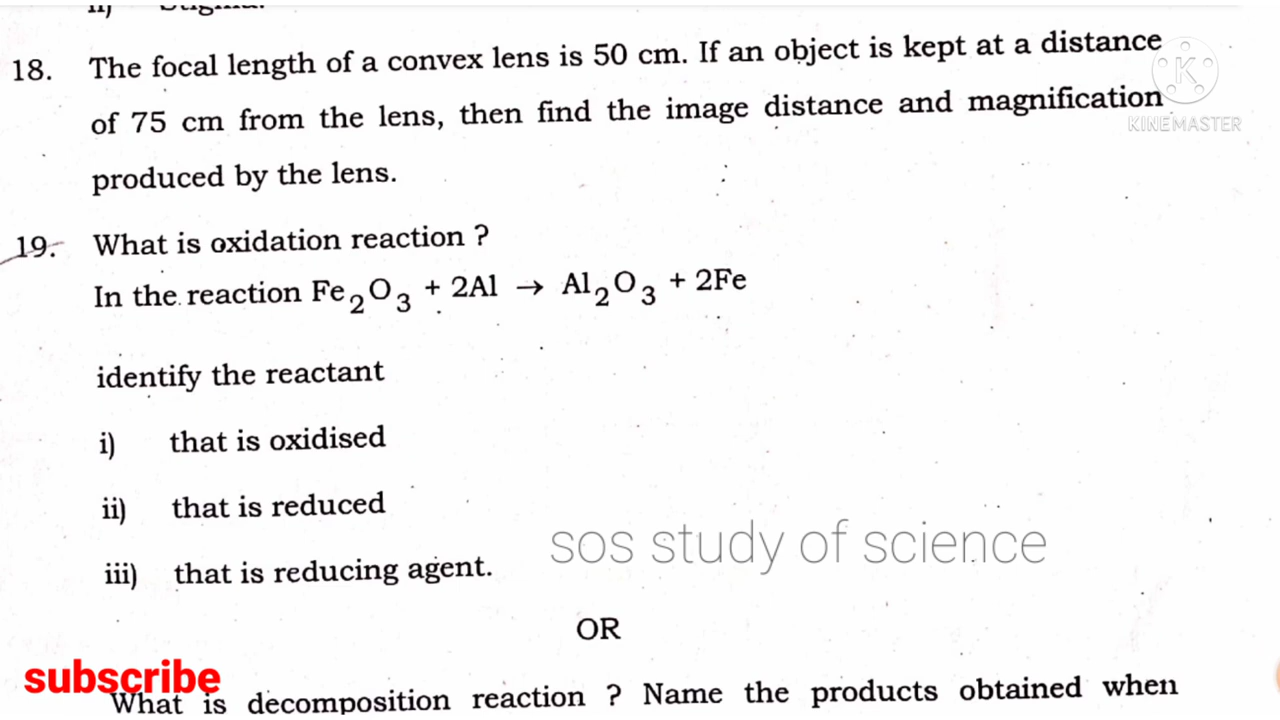 18. The focal length of a convex lens is 50 cm. If an object is kept at a distance
of 75 cm from the lens, then find the image distance and magnification
produced by the lens.
KINEMASTER
19. What is oxidation reaction ?
In the reaction Fe₂O₃ + 2Al → Al₂O₃ + 2Fe
identify the reactant
i) that is oxidised
ii) that is reduced
iii) that is reducing agent.
sos study of science
OR
subscribe
What is decomposition reaction ? Name the products obtained when